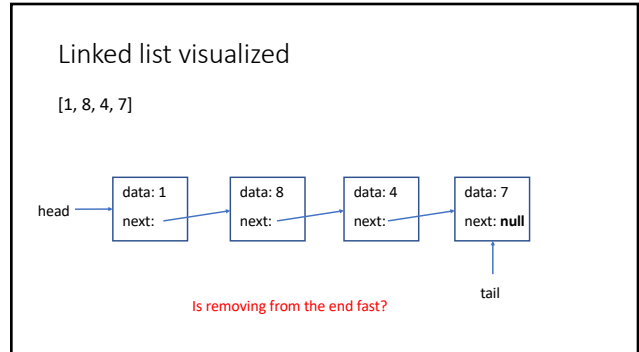 Linked list visualized
[1, 8, 4, 7]
head
data: 1
next:
data: 8
next:
data: 4
next:
data: 7
next: null
tail
Is removing from the end fast?